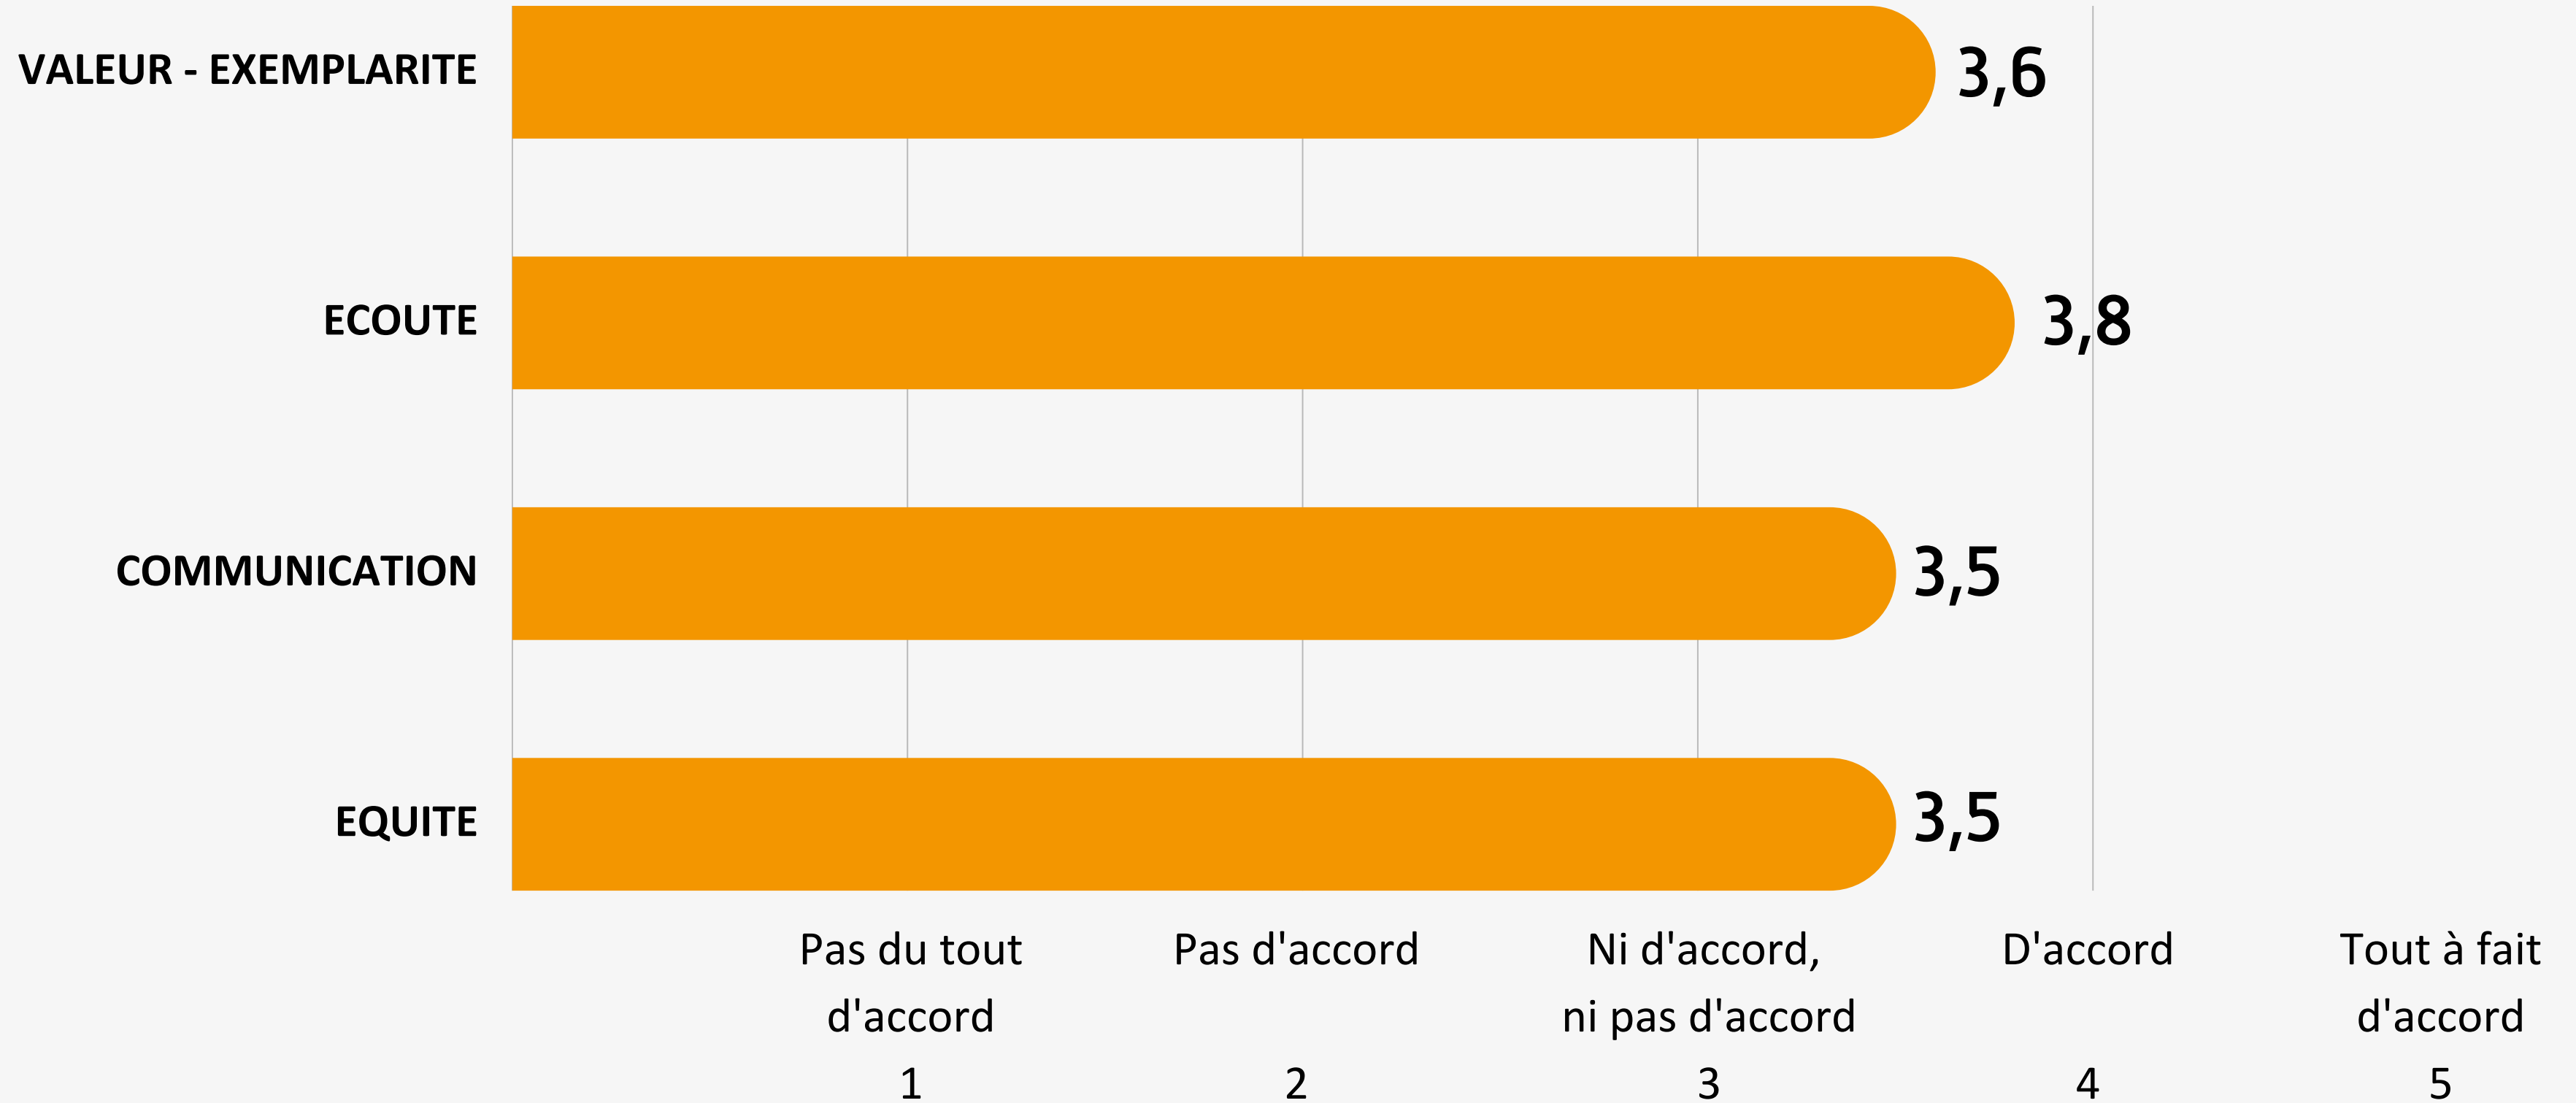 VALEUR - EXEMPLARITE
3,6
ECOUTE
3,8
COMMUNICATION
3,5
EQUITE
3,5
Pas du tout
d'accord
1
Pas d'accord
2
Ni d'accord,
ni pas d'accord
3
D'accord
4
Tout à fait
d'accord
5